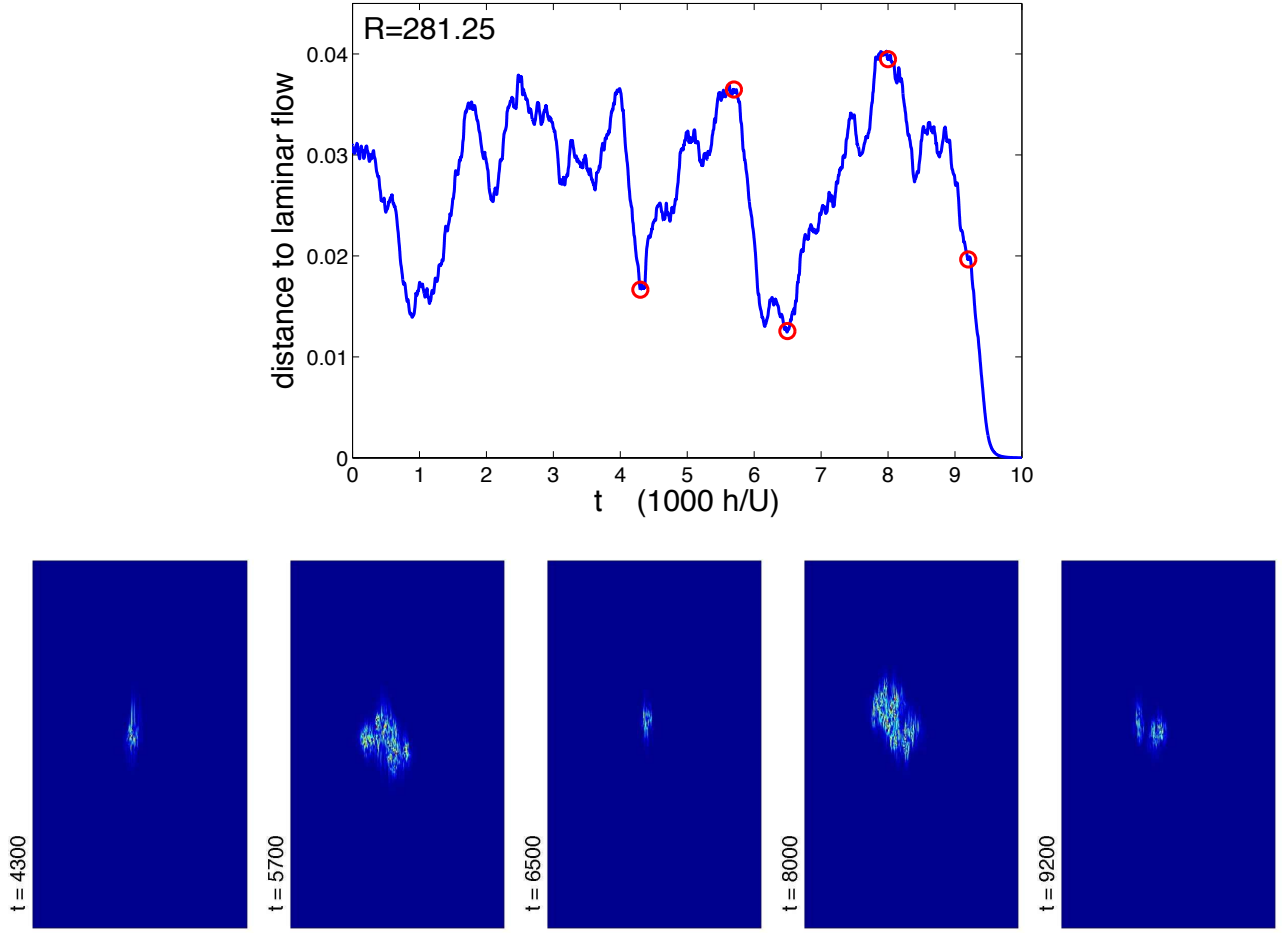 R=281.25
distance to laminar flow
0.04
0.03
0.02
0.01
0
0 1 2 3 4 5 6 7 8 9 10
t (1000 h/U)
t = 4300
t = 5700
t = 6500
t = 8000
t = 9200